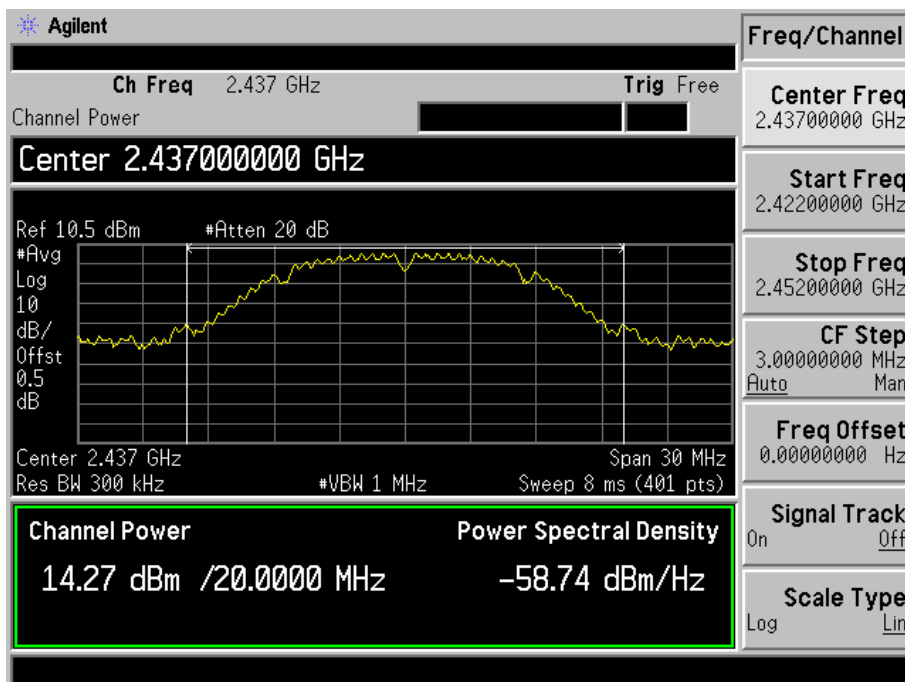 Agilent
Freq/Channel
Ch Freq 2.437 GHz Trig Free
Channel Power
Center 2.437000000 GHz
Ref 10.5 dBm #Atten 20 dB
#Avg
Log
10
dB/
Offst
0.5
dB
Center 2.437 GHz Span 30 MHz
Res BW 300 kHz #VBW 1 MHz Sweep 8 ms (401 pts)
Channel Power Power Spectral Density
14.27 dBm /20.0000 MHz -58.74 dBm/Hz
Center Freq
2.43700000 GHz
Start Freq
2.42200000 GHz
Stop Freq
2.45200000 GHz
CF Step
3.00000000 MHz
Auto Man
Freq Offset
0.00000000 Hz
Signal Track
On Off
Scale Type
Log Lin